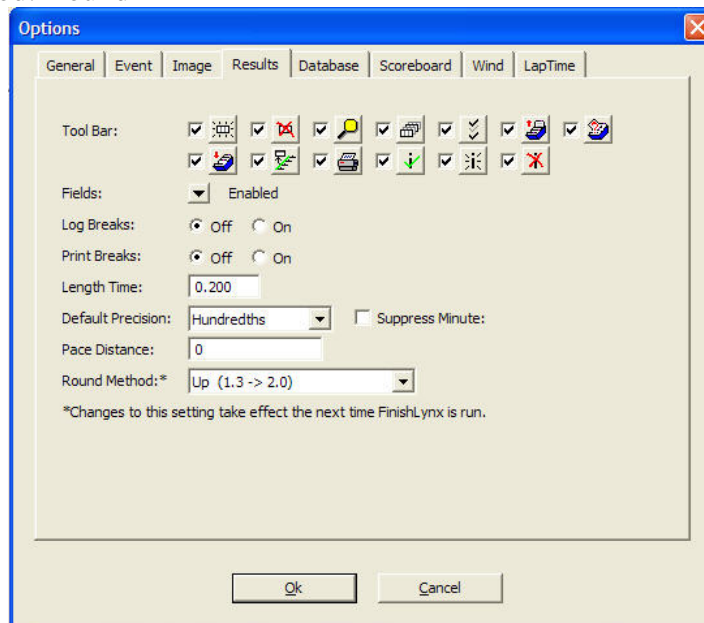 Options
General Event Image Results Database Scoreboard Wind LapTime
Tool Bar:
Fields: Enabled
Log Breaks: Off On
Print Breaks: Off On
Length Time: 0.200
Default Precision: Hundredths Suppress Minute:
Pace Distance: 0
Round Method:* Up (1.3 -> 2.0)
*Changes to this setting take effect the next time FinishLynx is run.
Ok Cancel